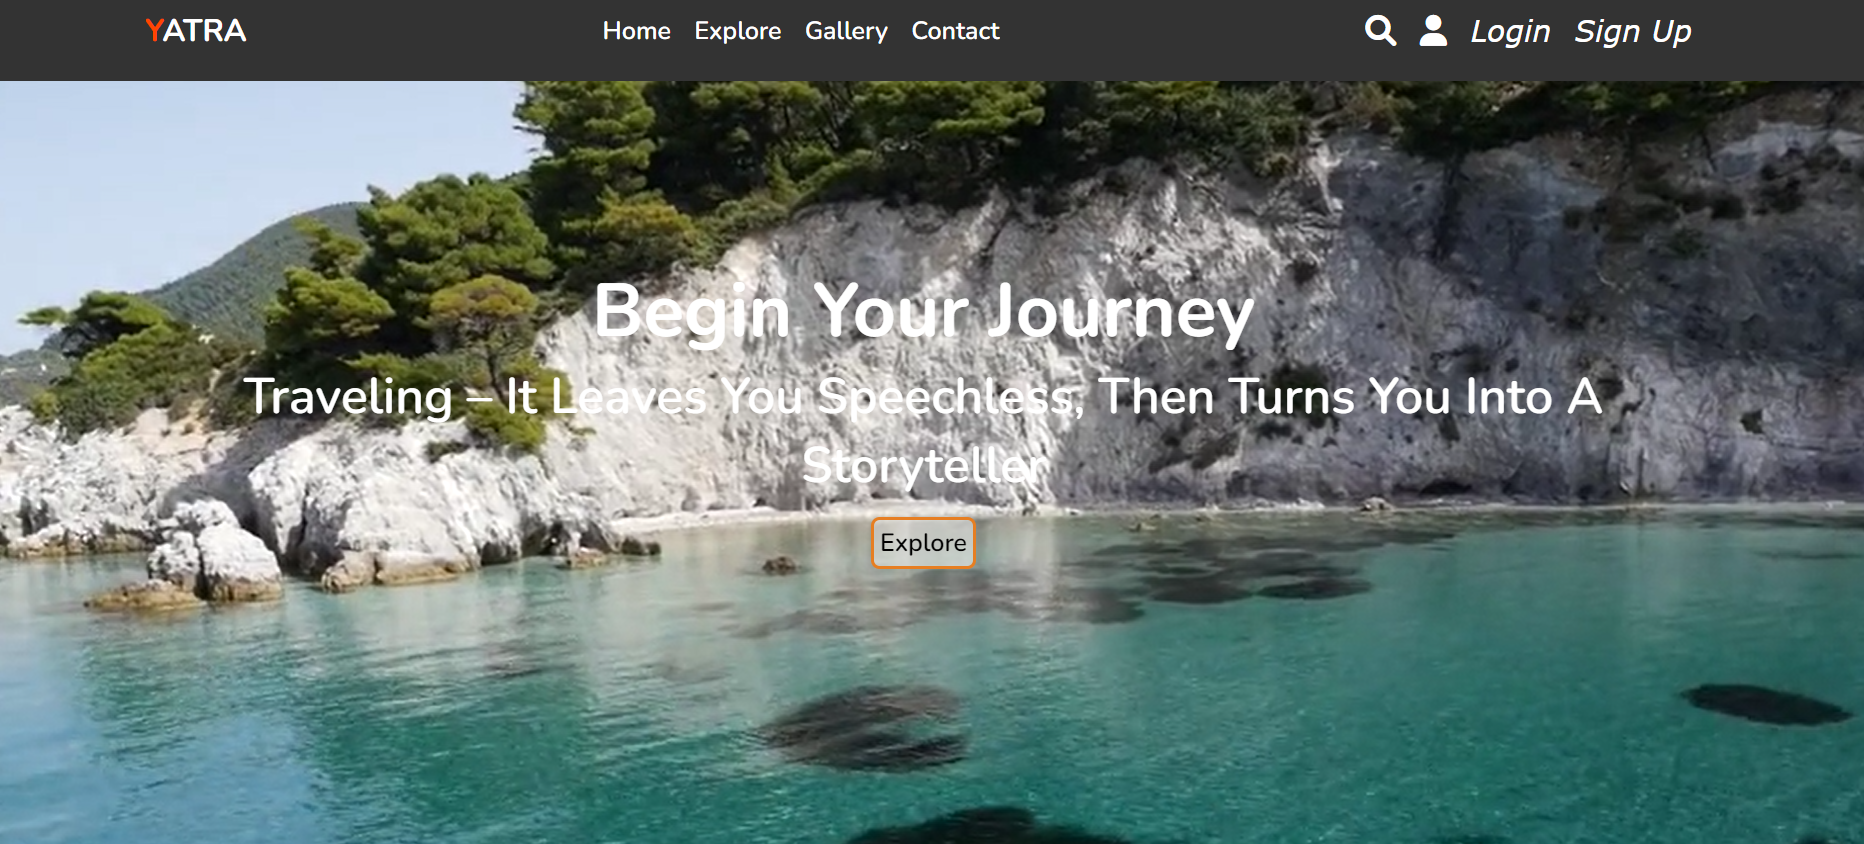 YATRA
Home Explore Gallery Contact
Login Sign Up
Begin Your Journey
Traveling – It Leaves You Speechless, Then Turns You Into A
Storyteller
Explore